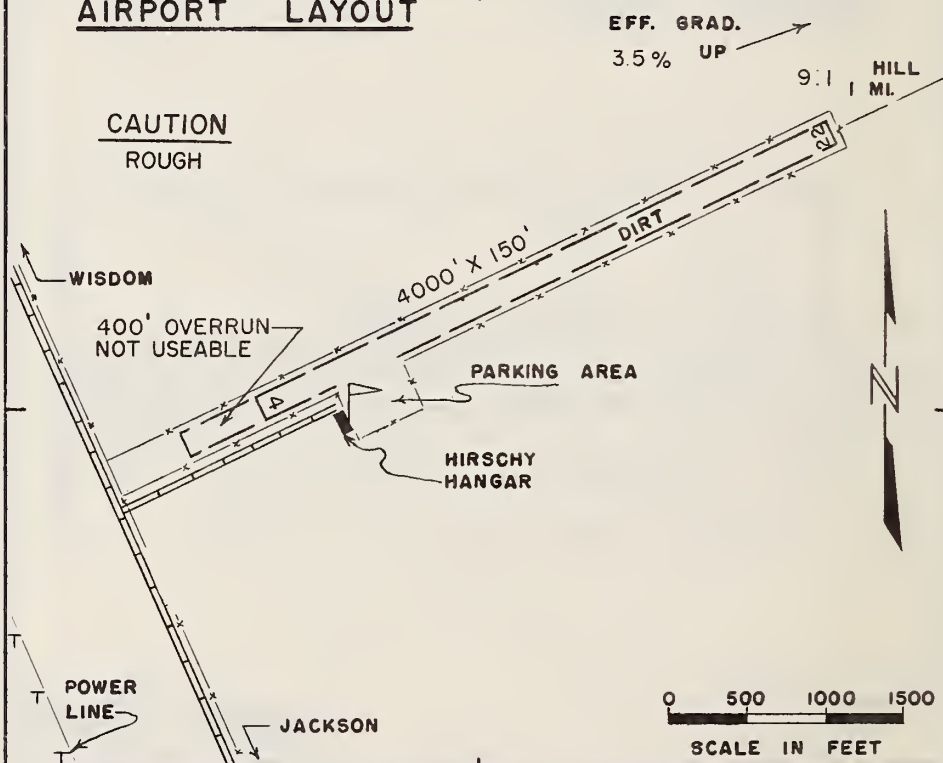 AIRPORT LAYOUT
EFF. GRAD.
3.5% UP
9:1
HILL
1 MI.
CAUTION
ROUGH
22
DIRT
4000' X 150'
WISDOM
400' OVERRUN
NOT USEABLE
4
PARKING AREA
N
HIRSCHY
HANGAR
T
T
POWER
LINE
T
JACKSON
0 500 1000 1500
SCALE IN FEET